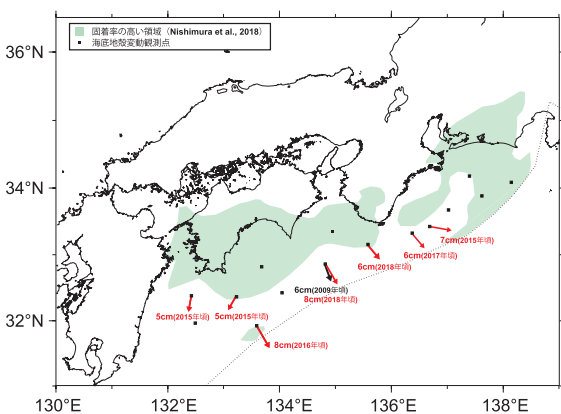 固着率の高い領域（Nishimura et al., 2018）
海底地殻変動観測点
36°N
34°N
7cm(2015年頃)
6cm(2017年頃)
6cm(2018年頃)
6cm(2009年頃)
8cm(2018年頃)
5cm(2015年頃)
5cm(2015年頃)
32°N
8cm(2016年頃)
130°E
132°E
134°E
136°E
138°E